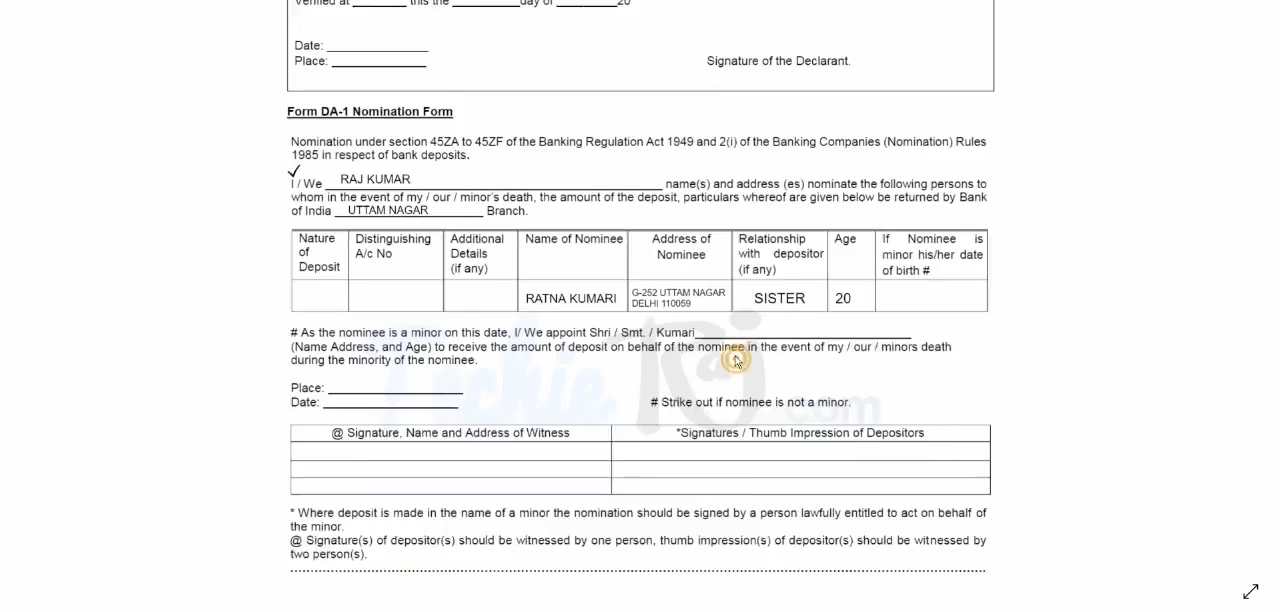 Verified at ________ this the __________day of _________20
Date: _______________
Place: ______________
Signature of the Declarant.
Form DA-1 Nomination Form
Nomination under section 45ZA to 45ZF of the Banking Regulation Act 1949 and 2(i) of the Banking Companies (Nomination) Rules
1985 in respect of bank deposits.
✓
I / We RAJ KUMAR name(s) and address (es) nominate the following persons to
whom in the event of my / our / minor's death, the amount of the deposit, particulars whereof are given below be returned by Bank
of India UTTAM NAGAR Branch.
Nature of Deposit | Distinguishing A/c No | Additional Details (if any) | Name of Nominee | Address of Nominee | Relationship with depositor (if any) | Age | If Nominee is minor his/her date of birth #
RATNA KUMARI | G-252 UTTAM NAGAR DELHI 110059 | SISTER | 20
# As the nominee is a minor on this date, I/ We appoint Shri / Smt. / Kumari______________________________
(Name Address, and Age) to receive the amount of deposit on behalf of the nominee in the event of my / our / minors death
during the minority of the nominee.
Place: ___________________
Date: ___________________
# Strike out if nominee is not a minor.
Techie Raj .com
@ Signature, Name and Address of Witness | *Signatures / Thumb Impression of Depositors
* Where deposit is made in the name of a minor the nomination should be signed by a person lawfully entitled to act on behalf of
the minor.
@ Signature(s) of depositor(s) should be witnessed by one person, thumb impression(s) of depositor(s) should be witnessed by
two person(s).